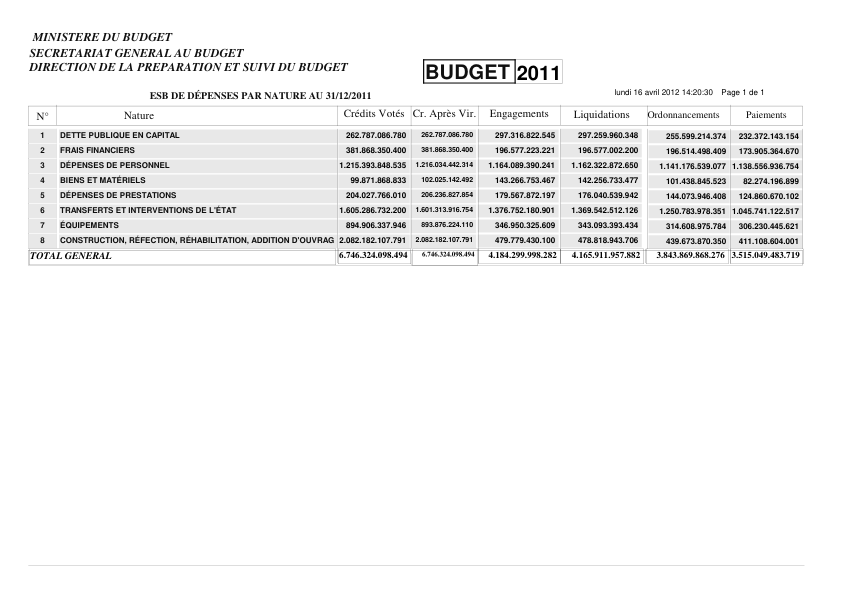 MINISTERE DU BUDGET
SECRETARIAT GENERAL AU BUDGET
DIRECTION DE LA PREPARATION ET SUIVI DU BUDGET
BUDGET 2011
ESB DE DÉPENSES PAR NATURE AU 31/12/2011
lundi 16 avril 2012 14:20:30 Page 1 de 1
N° Nature Crédits Votés Cr. Après Vir. Engagements Liquidations Ordonnancements Paiements
1 DETTE PUBLIQUE EN CAPITAL 262.787.086.780 262.787.086.780 297.316.822.545 297.259.960.348 255.599.214.374 232.372.143.154
2 FRAIS FINANCIERS 381.868.350.400 381.868.350.400 196.577.223.221 196.577.002.200 196.514.498.409 173.905.364.670
3 DÉPENSES DE PERSONNEL 1.215.393.848.535 1.216.034.442.314 1.164.089.390.241 1.162.322.872.650 1.141.176.539.077 1.138.556.936.754
4 BIENS ET MATÉRIELS 99.871.868.833 102.025.142.492 143.266.753.467 142.256.733.477 101.438.845.523 82.274.196.899
5 DÉPENSES DE PRESTATIONS 204.027.766.010 206.236.827.854 179.567.872.197 176.040.539.942 144.073.946.408 124.860.670.102
6 TRANSFERTS ET INTERVENTIONS DE L'ÉTAT 1.605.286.732.200 1.601.313.916.754 1.376.752.180.901 1.369.542.512.126 1.250.783.978.351 1.045.741.122.517
7 ÉQUIPEMENTS 894.906.337.946 893.876.224.110 346.950.325.609 343.093.393.434 314.608.975.784 306.230.445.621
8 CONSTRUCTION, RÉFECTION, RÉHABILITATION, ADDITION D'OUVRAG 2.082.182.107.791 2.082.182.107.791 479.779.430.100 478.818.943.706 439.673.870.350 411.108.604.001
TOTAL GENERAL 6.746.324.098.494 6.746.324.098.494 4.184.299.998.282 4.165.911.957.882 3.843.869.868.276 3.515.049.483.719